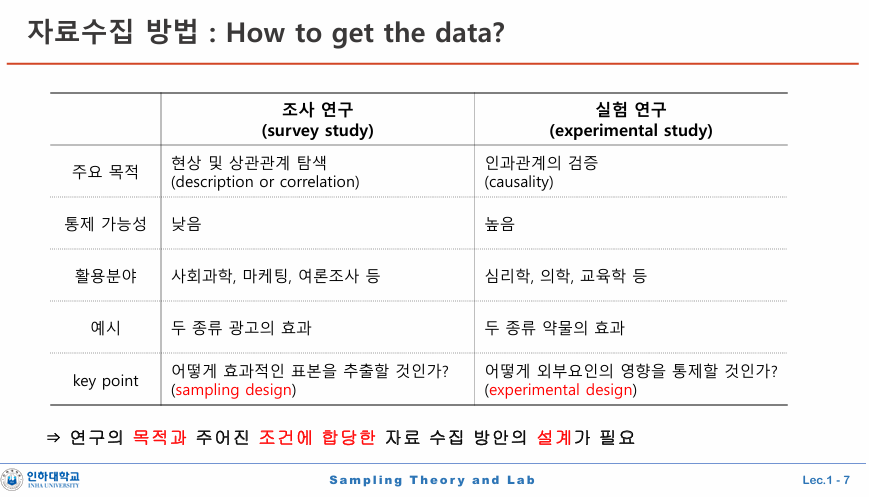 자료수집 방법 : How to get the data?
조사 연구
(survey study)
실험 연구
(experimental study)
주요 목적
현상 및 상관관계 탐색
(description or correlation)
인과관계의 검증
(causality)
통제 가능성
낮음
높음
활용분야
사회과학, 마케팅, 여론조사 등
심리학, 의학, 교육학 등
예시
두 종류 광고의 효과
두 종류 약물의 효과
key point
어떻게 효과적인 표본을 추출할 것인가?
(sampling design)
어떻게 외부요인의 영향을 통제할 것인가?
(experimental design)
⇒ 연구의 목적과 주어진 조건에 합당한 자료 수집 방안의 설계가 필요
인하대학교
INHA UNIVERSITY
Sampling Theory and Lab
Lec.1 - 7